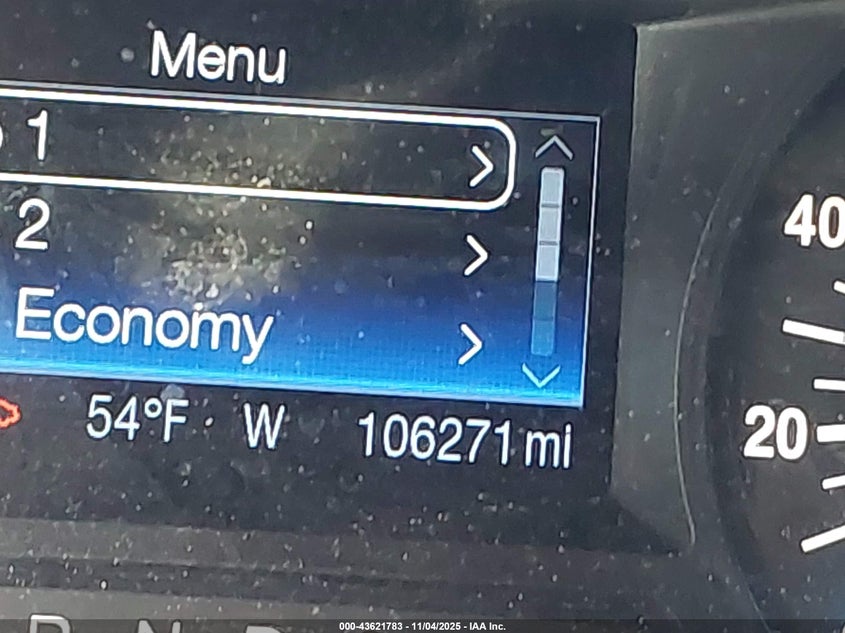 Menu
1
2
Economy
54°F W 106271 mi
40
20
000-43621783 - 11/04/2025 - IAA Inc.